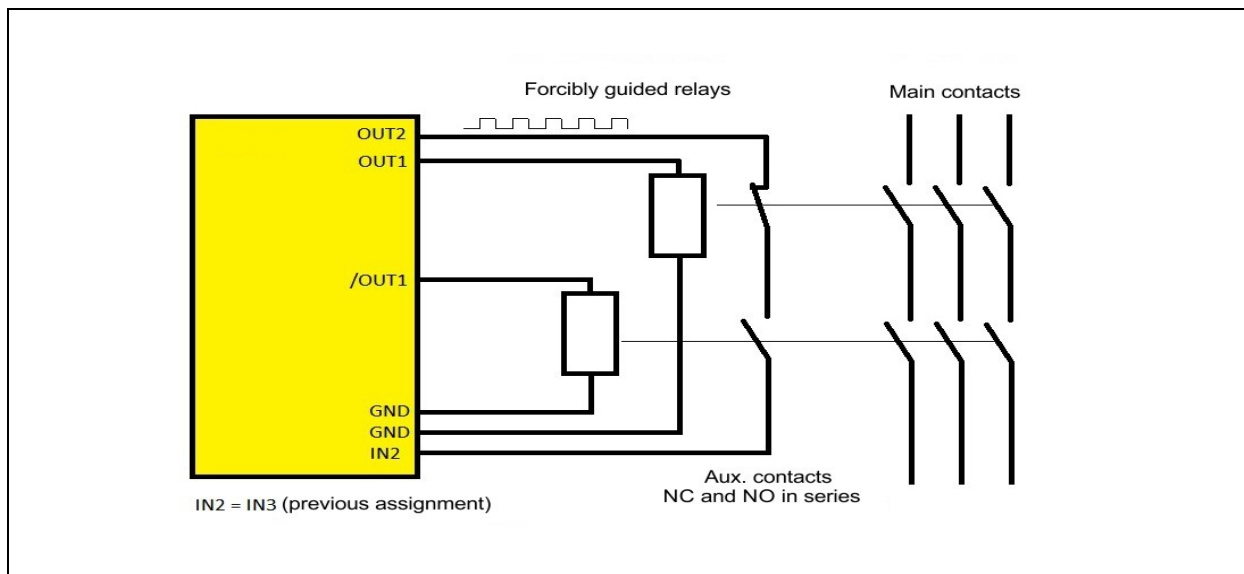 Forcibly guided relays
Main contacts
OUT2
OUT1
/OUT1
GND
GND
IN2
Aux. contacts
NC and NO in series
IN2 = IN3 (previous assignment)